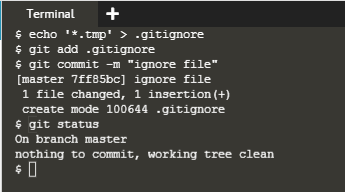 Terminal +
$ echo '*.tmp' > .gitignore
$ git add .gitignore
$ git commit -m "ignore file"
[master 7ff85bc] ignore file
1 file changed, 1 insertion(+)
create mode 100644 .gitignore
$ git status
On branch master
nothing to commit, working tree clean
$